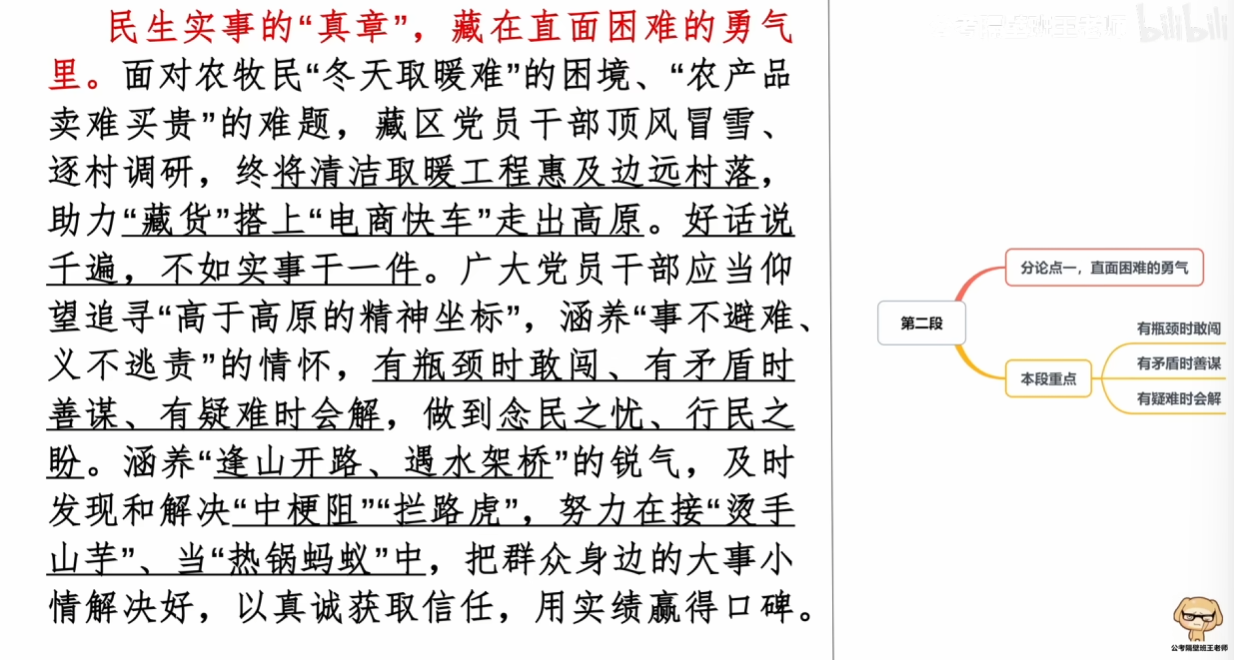 民生实事的“真章”，藏在直面困难的勇气
里。面对农牧民“冬天取暖难”的困境、“农产品
卖难买贵”的难题，藏区党员干部顶风冒雪、
逐村调研，终将清洁取暖工程惠及边远村落，
助力“藏货”搭上“电商快车”走出高原。好话说
千遍，不如实事干一件。广大党员干部应当仰
望追寻“高于高原的精神坐标”，涵养“事不避难、
义不逃责”的情怀，有瓶颈时敢闯、有矛盾时
善谋、有疑难时会解，做到念民之忧、行民之
盼。涵养“逢山开路、遇水架桥”的锐气，及时
发现和解决“中梗阻”“拦路虎”，努力在接“烫手
山芋”、当“热锅蚂蚁”中，把群众身边的大事小
情解决好，以真诚获取信任，用实绩赢得口碑。
bilibili
第二段
分论点一，直面困难的勇气
本段重点
有瓶颈时敢闯
有矛盾时善谋
有疑难时会解
公考隔壁班王老师